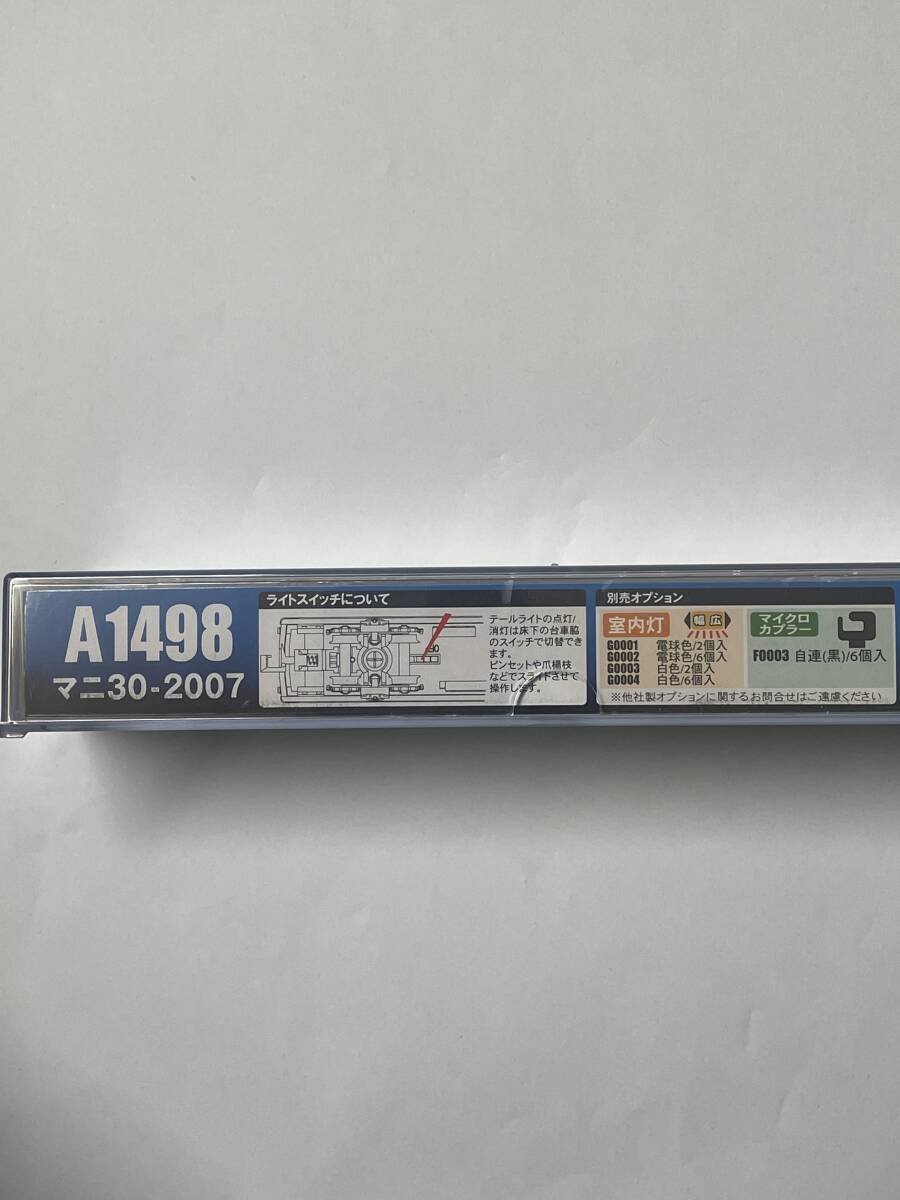 A1498
マニ30-2007
ライトスイッチについて
テールライトの点灯/
消灯は床下の台車脇
のスイッチで切替でき
ます。
ピンセットや爪楊枝
などでスライドさせて
操作します。
別売オプション
室内灯
幅広
G0001 電球色/2個入
G0002 電球色/6個入
G0003 白色/2個入
G0004 白色/6個入
マイクロ
カプラー
F0003 自連(黒)/6個入
※他社製オプションに関するお問合せはご遠慮ください